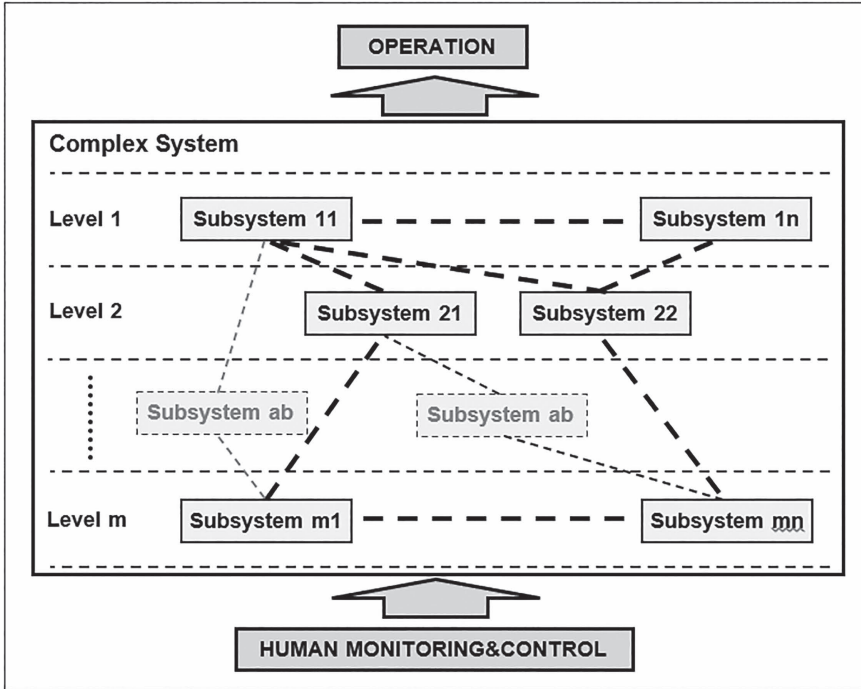 OPERATION
Complex System
Level 1
Subsystem 11
Subsystem 1n
Level 2
Subsystem 21
Subsystem 22
Subsystem ab
Subsystem ab
Level m
Subsystem m1
Subsystem mn
HUMAN MONITORING&CONTROL